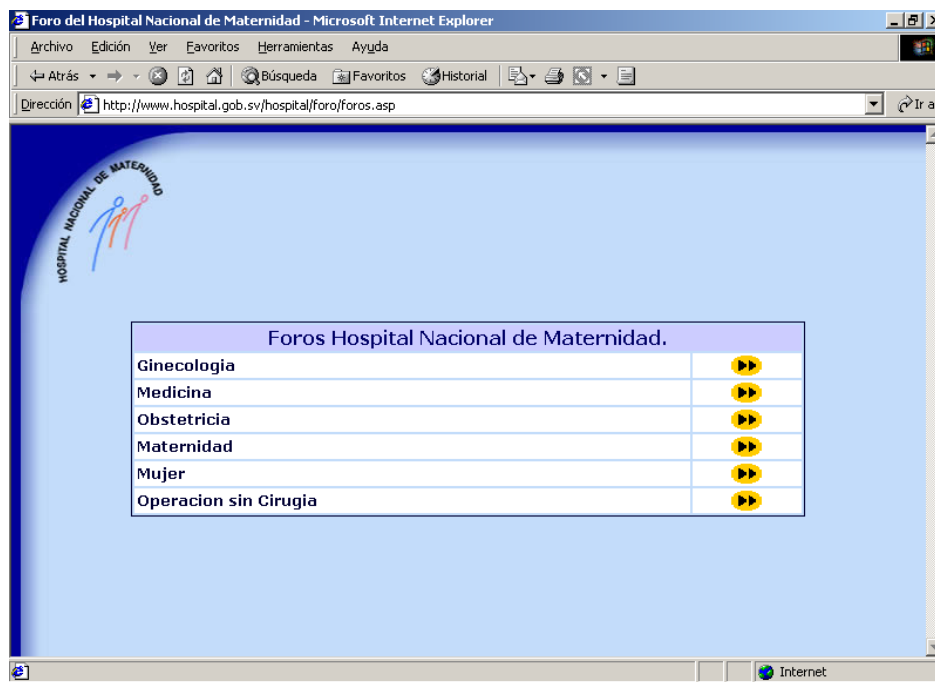 Foro del Hospital Nacional de Maternidad - Microsoft Internet Explorer
Archivo Edición Ver Favoritos Herramientas Ayuda
Atrás Búsqueda Favoritos Historial
Dirección http://www.hospital.gob.sv/hospital/foro/foros.asp Ir a
HOSPITAL NACIONAL DE MATERNIDAD
Foros Hospital Nacional de Maternidad.
Ginecologia
Medicina
Obstetricia
Maternidad
Mujer
Operacion sin Cirugia
Internet